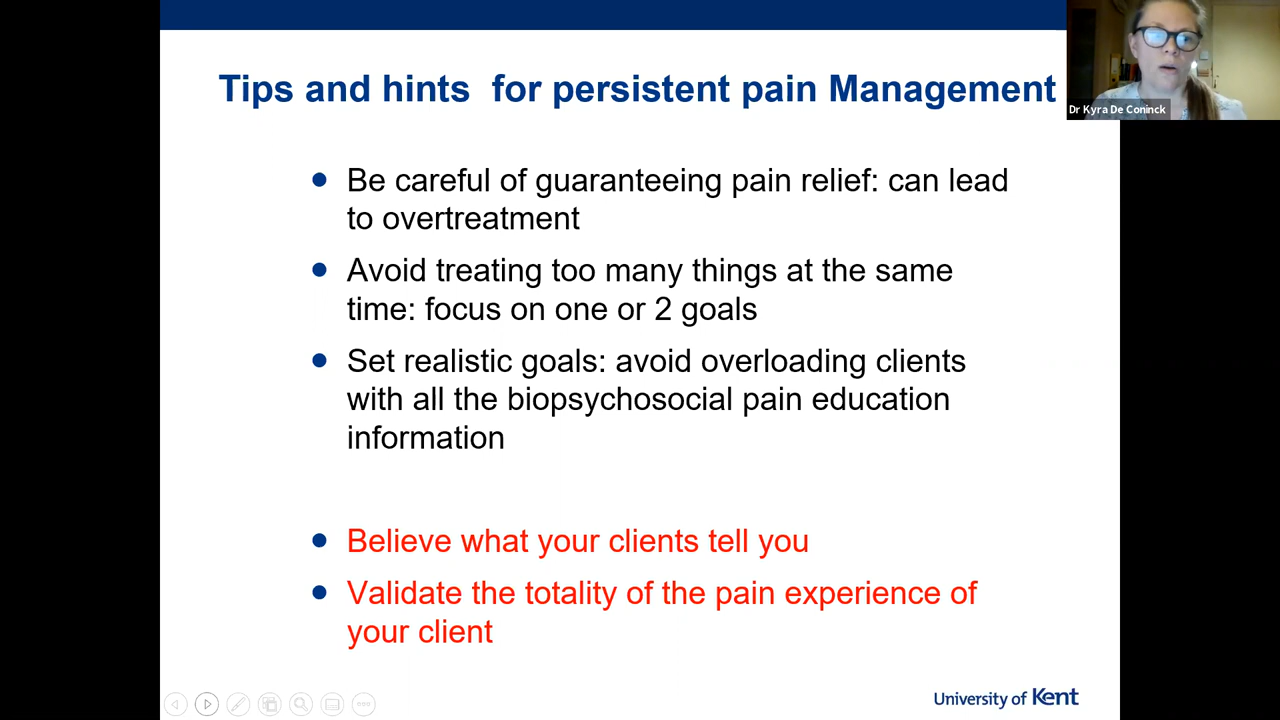 Tips and hints  for persistent pain Management
Dr Kyra De Coninck
Be careful of guaranteeing pain relief: can lead
to overtreatment
Avoid treating too many things at the same
time: focus on one or 2 goals
Set realistic goals: avoid overloading clients
with all the biopsychosocial pain education
information
Believe what your clients tell you
Validate the totality of the pain experience of
your client
University of Kent